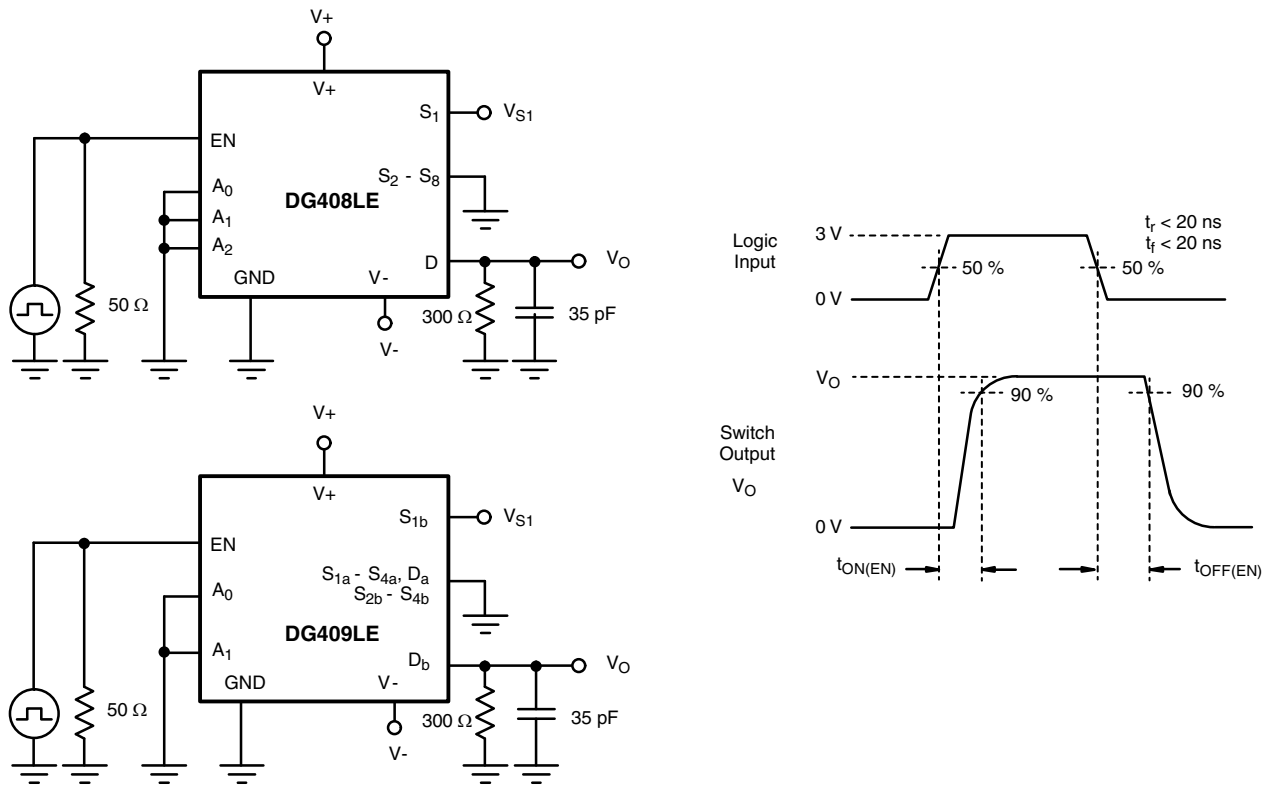 V+
V+
S1
VS1
EN
A0
S2 - S8
DG408LE
A1
A2
D
VO
GND
V-
50 Ω
300 Ω
35 pF
V-
V+
V+
S1b
VS1
EN
S1a - S4a, Da
S2b - S4b
A0
DG409LE
A1
Db
VO
GND
V-
50 Ω
300 Ω
35 pF
V-
Logic
Input
3 V
tr < 20 ns
tf < 20 ns
50 %
50 %
0 V
VO
90 %
90 %
Switch
Output
VO
0 V
tON(EN)
tOFF(EN)